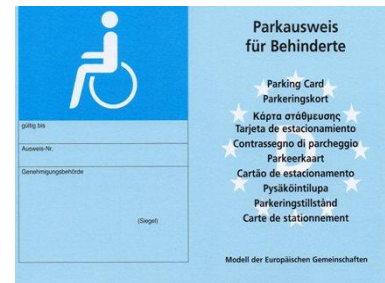 gültig bis
Ausweis-Nr.
Genehmigungsbehörde
(Siegel)
Parkausweis
für Behinderte
Parking Card
Parkeringskort
Κάρτα στάθμευσης
Tarjeta de estacionamiento
Contrassegno di parcheggio
Parkeerkaart
Cartão de estacionamento
Pysäköintilupa
Parkeringstillstånd
Carte de stationnement
D
Modell der Europäischen Gemeinschaften